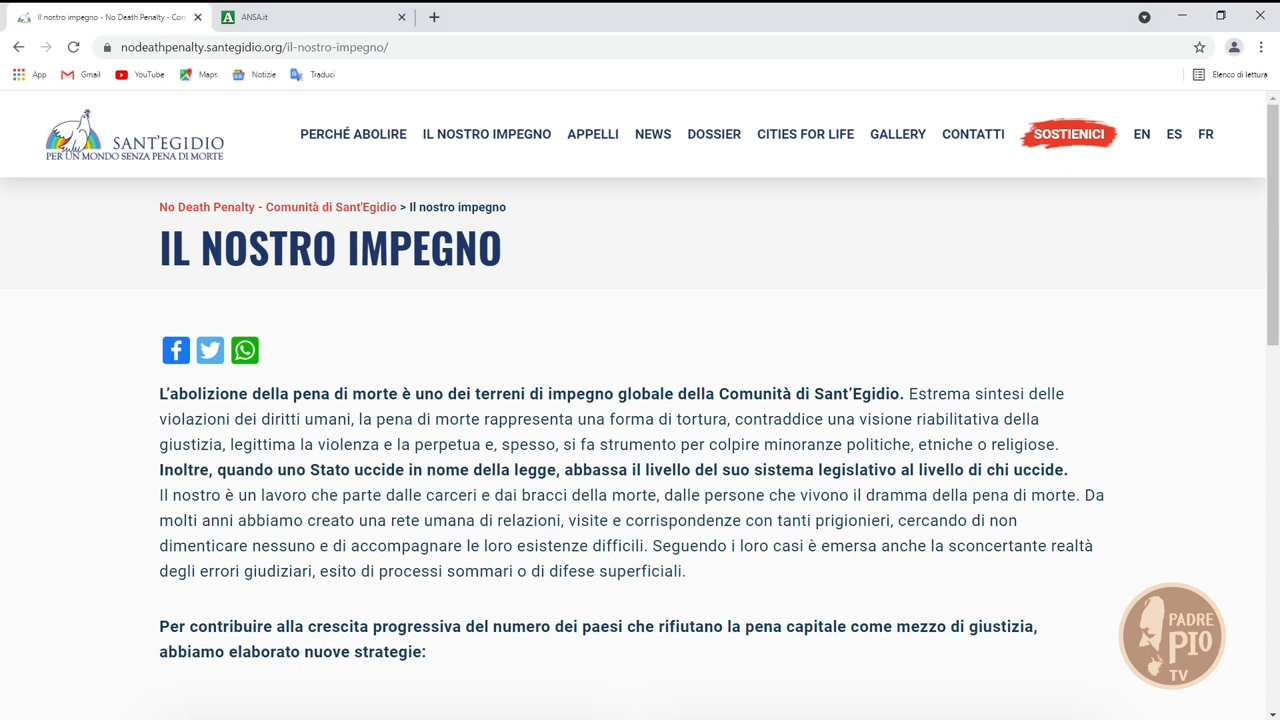 Il nostro impegno - No Death Penalty - Con
ANSA.it
nodeathpenalty.santegidio.org/il-nostro-impegno/
App
Gmail
YouTube
Maps
Notizie
Traduci
Elenco di lettura
SANT'EGIDIO
PER UN MONDO SENZA PENA DI MORTE
PERCHÉ ABOLIRE
IL NOSTRO IMPEGNO
APPELLI
NEWS
DOSSIER
CITIES FOR LIFE
GALLERY
CONTATTI
SOSTIENICI
EN
ES
FR
No Death Penalty - Comunità di Sant'Egidio > Il nostro impegno
IL NOSTRO IMPEGNO
L’abolizione della pena di morte è uno dei terreni di impegno globale della Comunità di Sant’Egidio. Estrema sintesi delle
violazioni dei diritti umani, la pena di morte rappresenta una forma di tortura, contraddice una visione riabilitativa della
giustizia, legittima la violenza e la perpetua e, spesso, si fa strumento per colpire minoranze politiche, etniche o religiose.
Inoltre, quando uno Stato uccide in nome della legge, abbassa il livello del suo sistema legislativo al livello di chi uccide.
Il nostro è un lavoro che parte dalle carceri e dai bracci della morte, dalle persone che vivono il dramma della pena di morte. Da
molti anni abbiamo creato una rete umana di relazioni, visite e corrispondenze con tanti prigionieri, cercando di non
dimenticare nessuno e di accompagnare le loro esistenze difficili. Seguendo i loro casi è emersa anche la sconcertante realtà
degli errori giudiziari, esito di processi sommari o di difese superficiali.
Per contribuire alla crescita progressiva del numero dei paesi che rifiutano la pena capitale come mezzo di giustizia,
abbiamo elaborato nuove strategie:
PADRE
PIO
TV